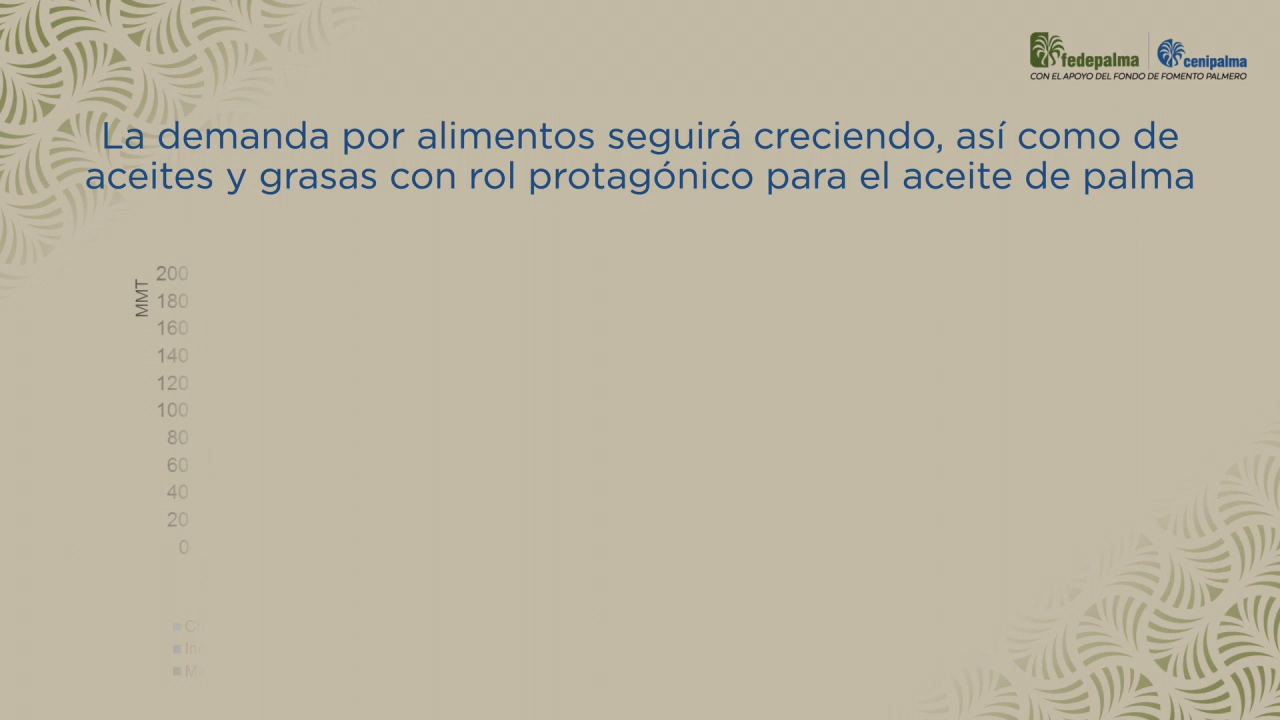 fedepalma
cenipalma
CON EL APOYO DEL FONDO DE FOMENTO PALMERO
La demanda por alimentos seguirá creciendo, así como de
aceites y grasas con rol protagónico para el aceite de palma
MMT
200
180
160
140
120
100
80
60
40
20
0